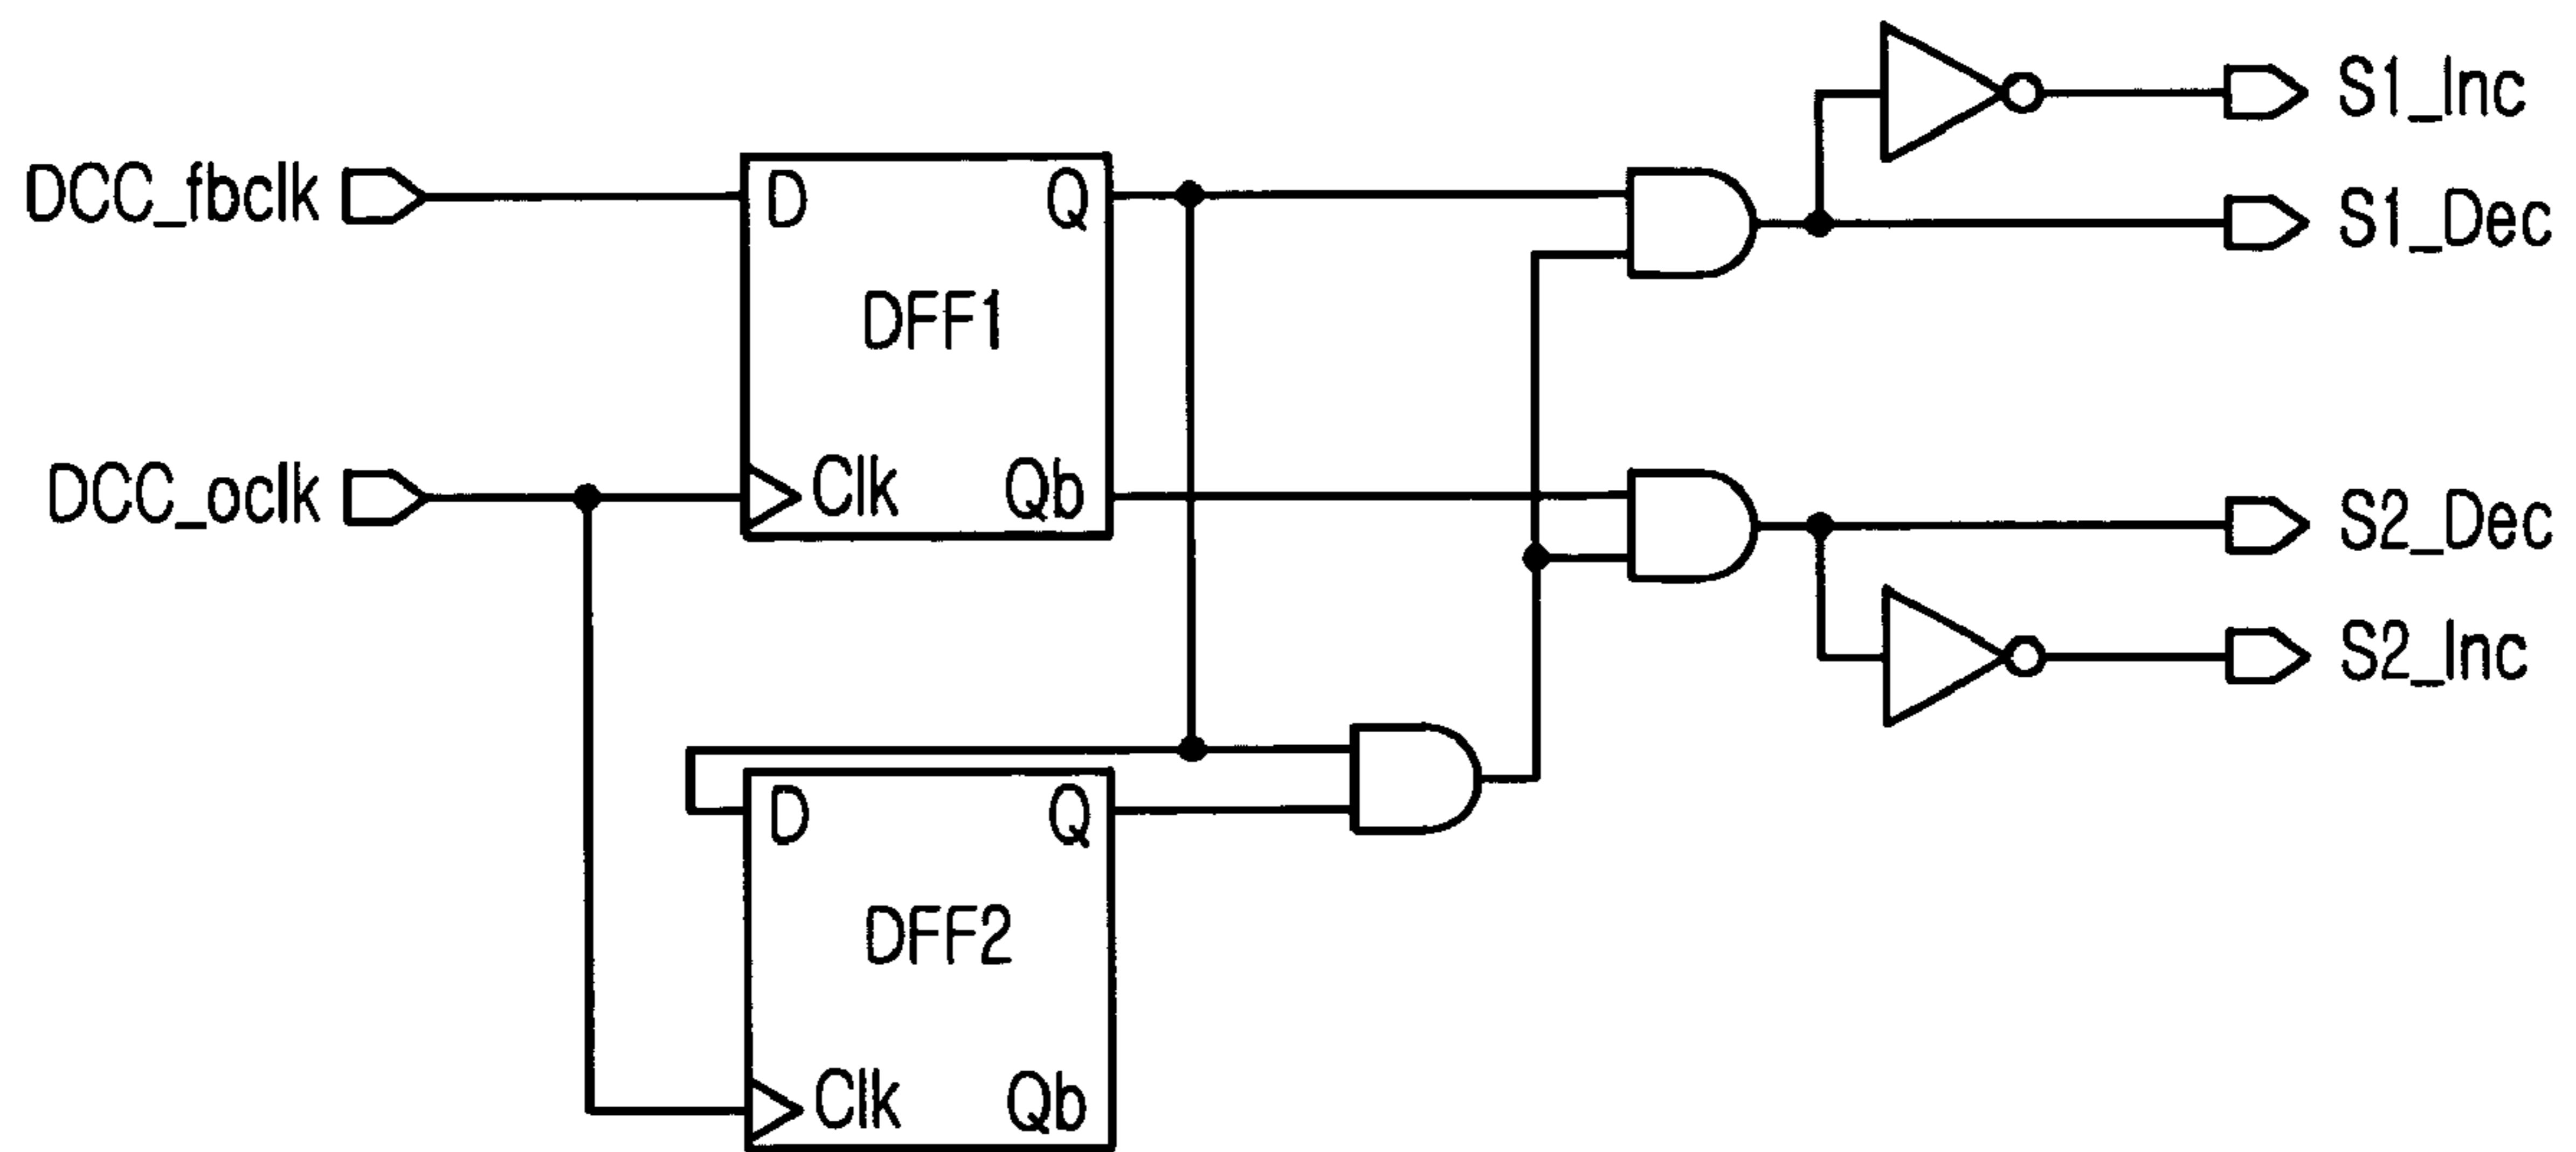 S1_Inc
DCC_fbclk
D
Q
S1_Dec
DFF1
DCC_oclk
Clk
Qb
S2_Dec
S2_Inc
D
Q
DFF2
Clk
Qb